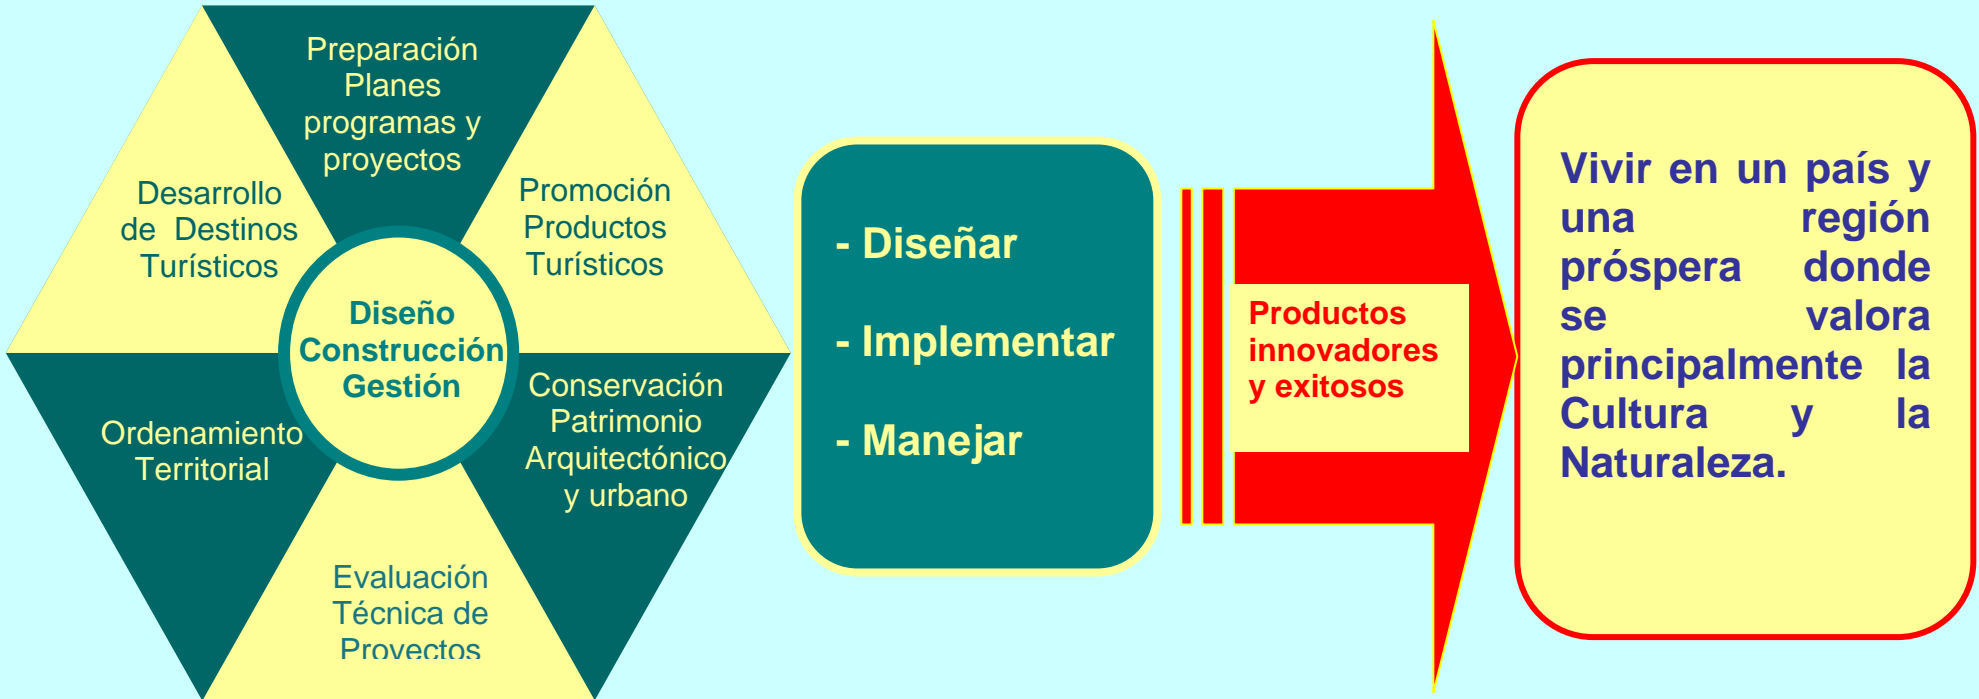 Preparación
Planes
programas y
proyectos
Desarrollo
de Destinos
Turísticos
Promoción
Productos
Turísticos
Diseño
Construcción
Gestión
Ordenamiento
Territorial
Conservación
Patrimonio
Arquitectónico
y urbano
Evaluación
Técnica de
Proyectos
- Diseñar
- Implementar
- Manejar
Productos
innovadores
y exitosos
Vivir en un país y
una región
próspera donde
se valora
principalmente la
Cultura y la
Naturaleza.